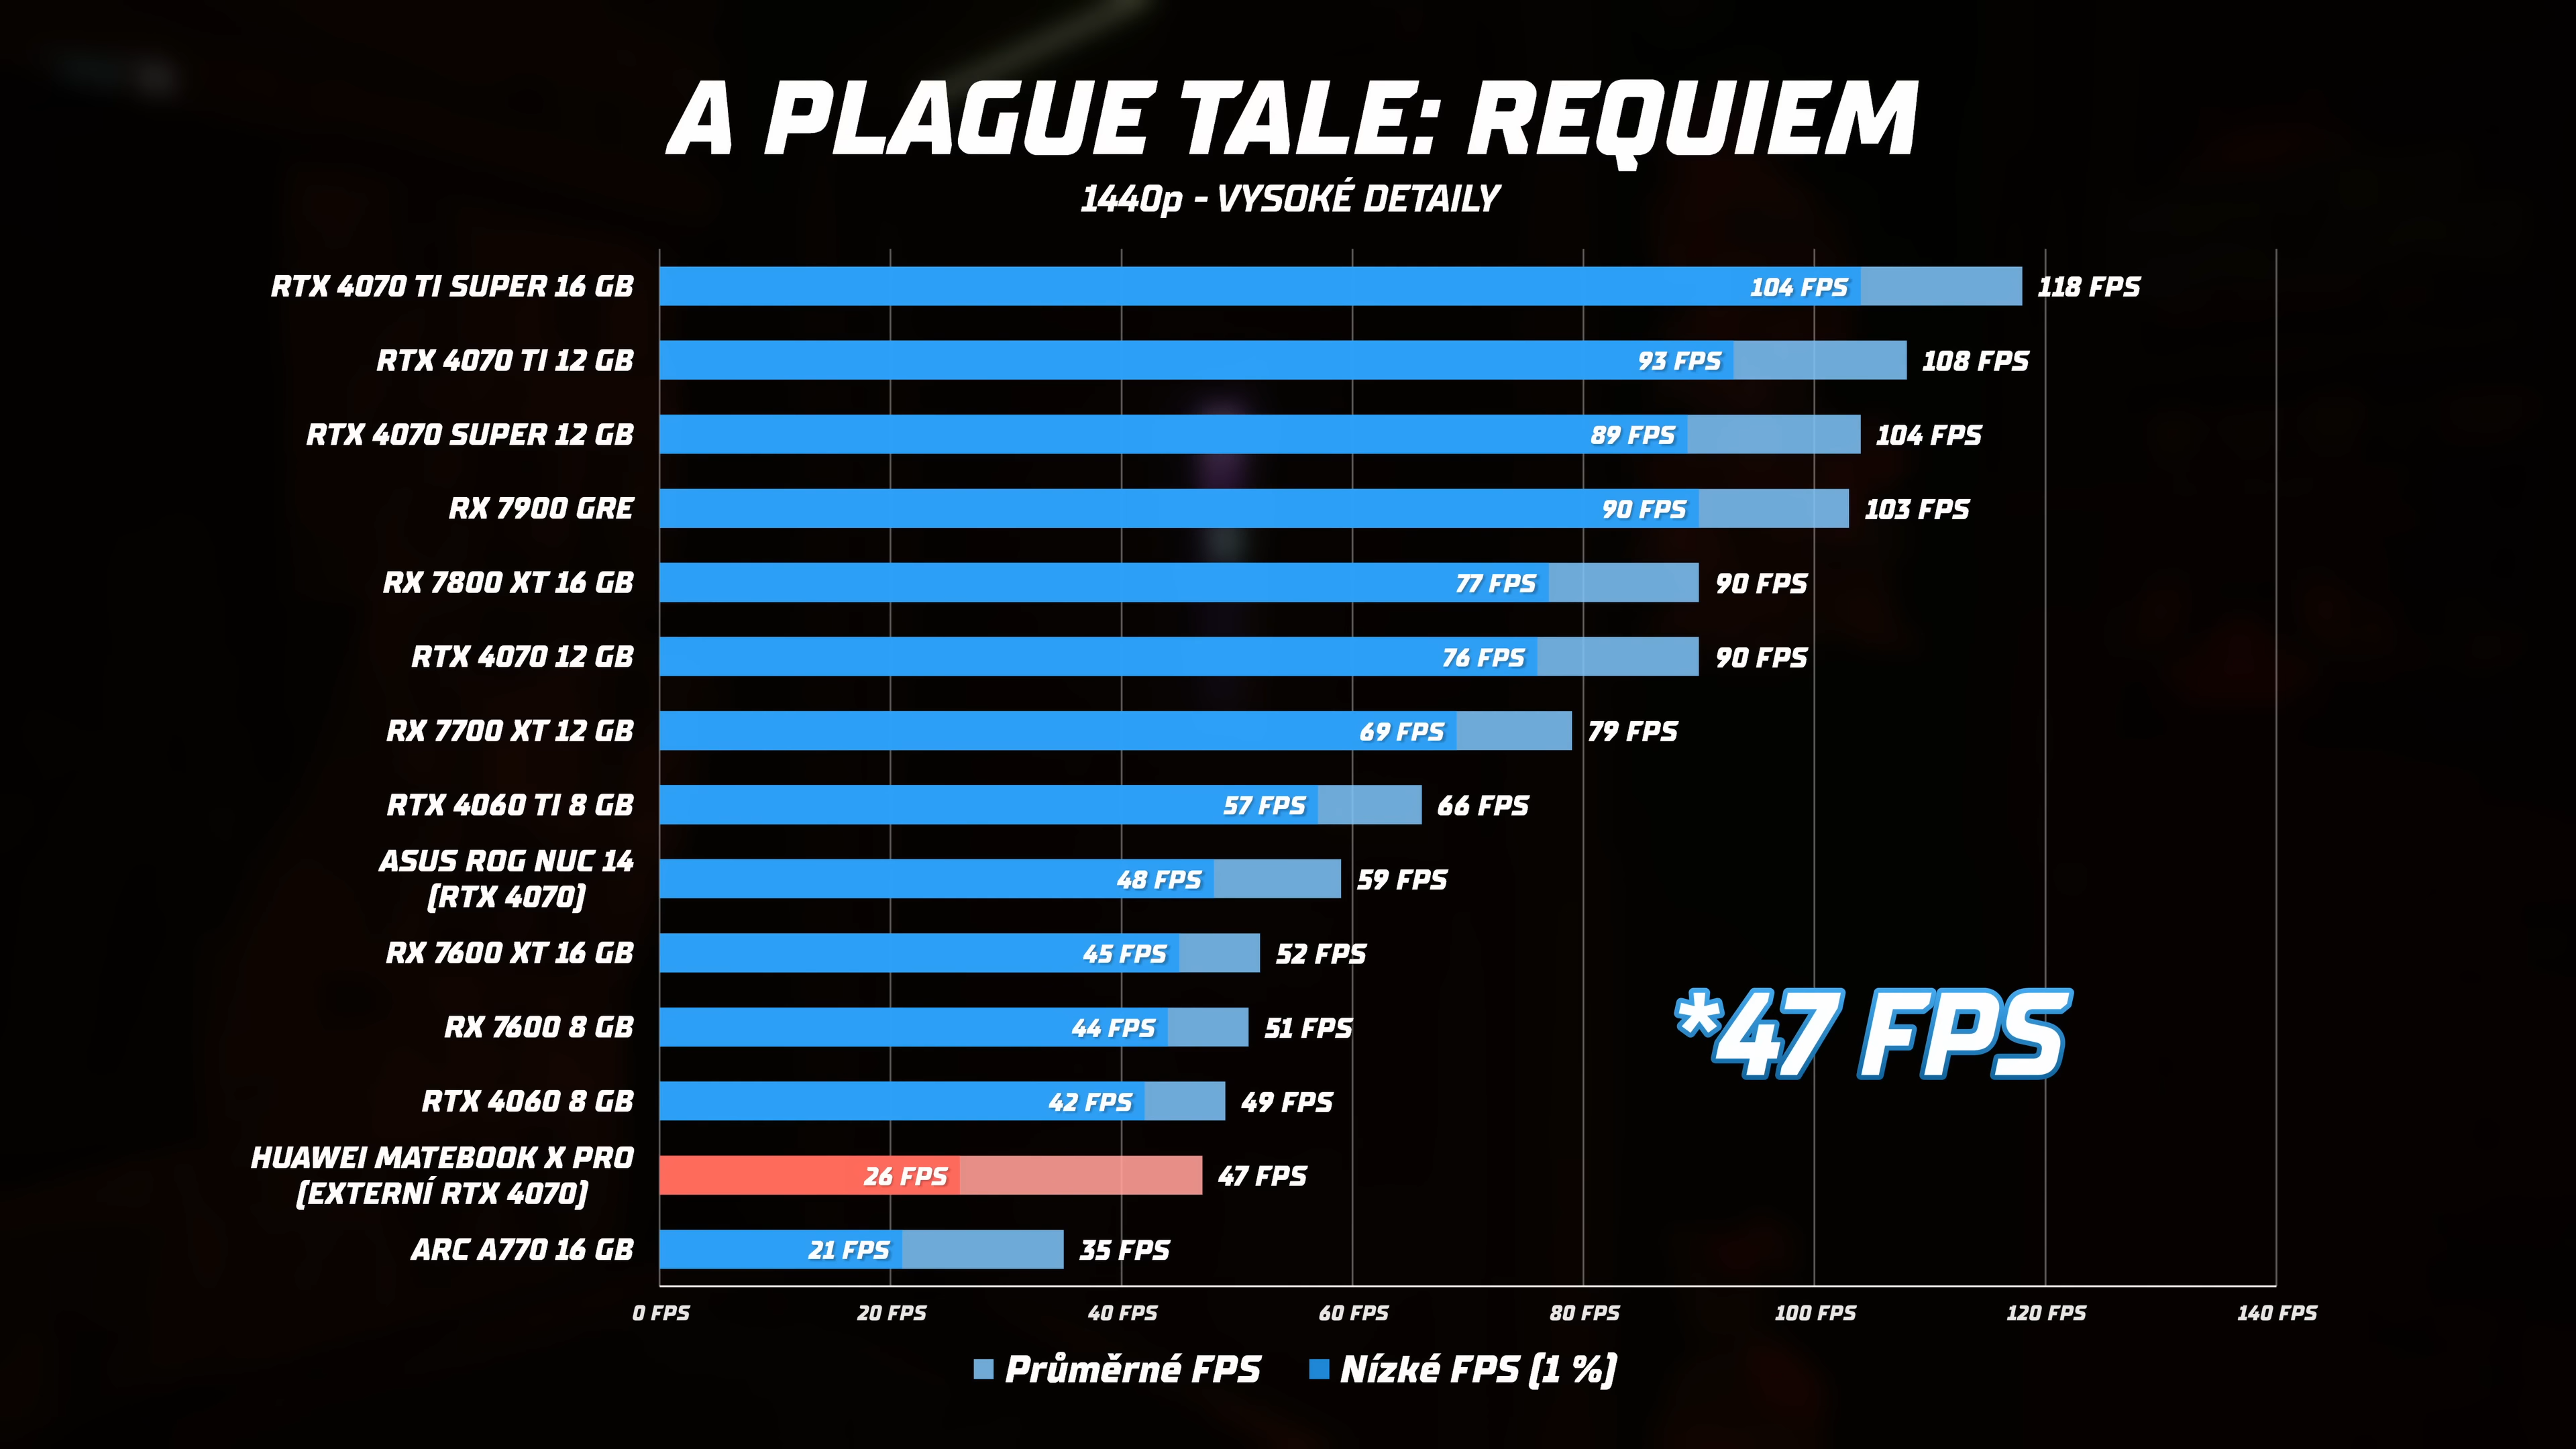 A PLAGUE TALE: REQUIEM
1440p - VYSOKÉ DETAILY
RTX 4070 TI SUPER 16 GB 104 FPS 118 FPS
RTX 4070 TI 12 GB 93 FPS 108 FPS
RTX 4070 SUPER 12 GB 89 FPS 104 FPS
RX 7900 GRE 90 FPS 103 FPS
RX 7800 XT 16 GB 77 FPS 90 FPS
RTX 4070 12 GB 76 FPS 90 FPS
RX 7700 XT 12 GB 69 FPS 79 FPS
RTX 4060 TI 8 GB 57 FPS 66 FPS
ASUS ROG NUC 14
(RTX 4070) 48 FPS 59 FPS
RX 7600 XT 16 GB 45 FPS 52 FPS
RX 7600 8 GB 44 FPS 51 FPS
*47 FPS
RTX 4060 8 GB 42 FPS 49 FPS
HUAWEI MATEBOOK X PRO
(EXTERNÍ RTX 4070) 26 FPS 47 FPS
ARC A770 16 GB 21 FPS 35 FPS
0 FPS 20 FPS 40 FPS 60 FPS 80 FPS 100 FPS 120 FPS 140 FPS
Průměrné FPS Nízké FPS (1 %)